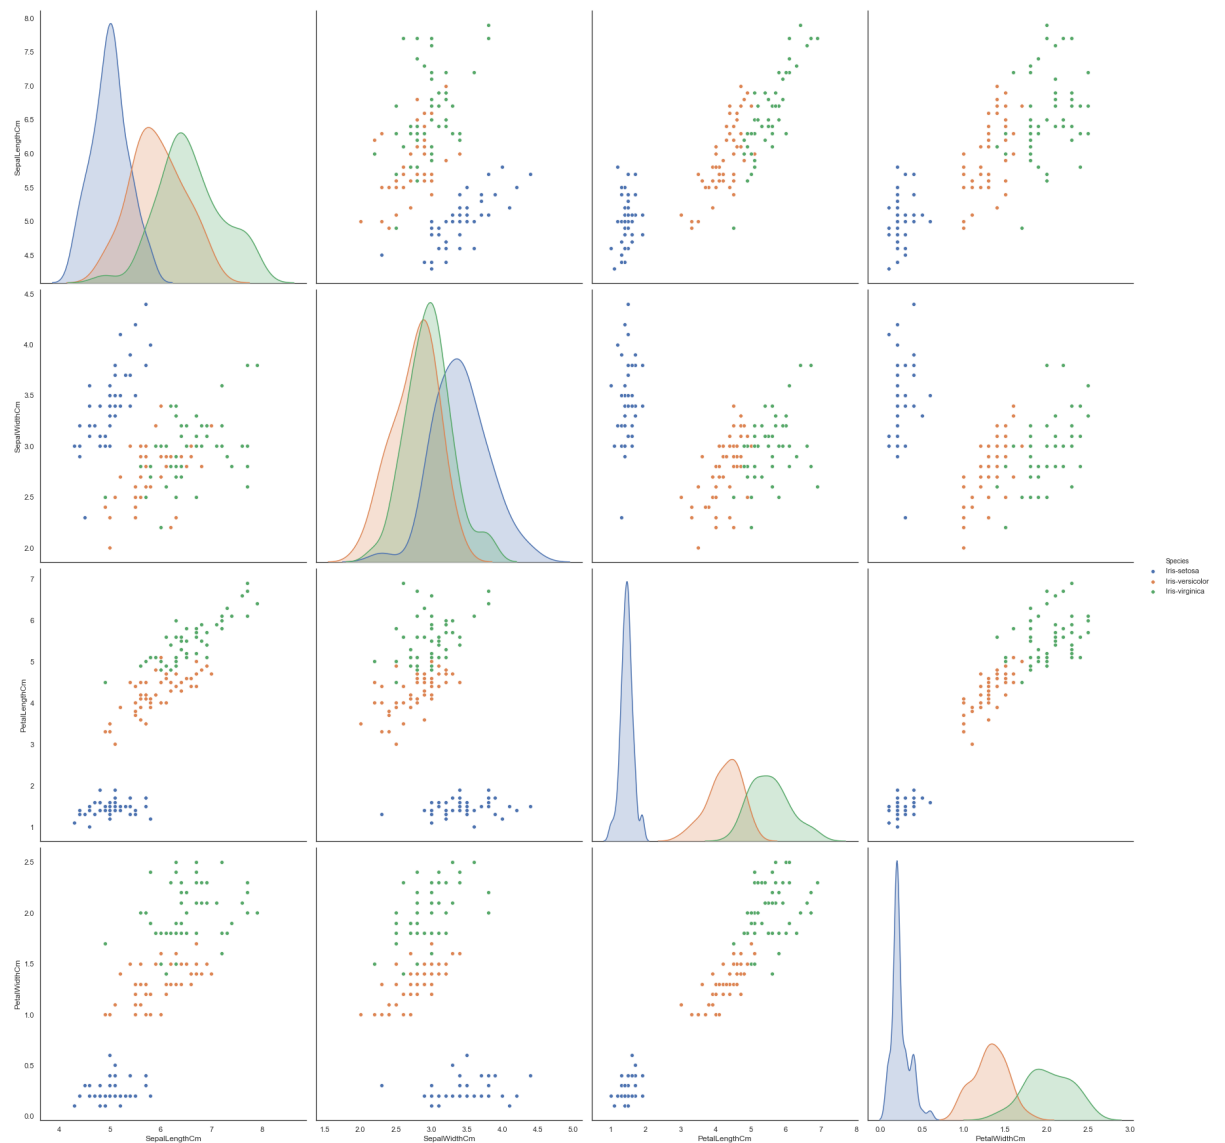 8.0
7.5
7.0
6.5
6.0
5.5
5.0
4.5
SepalLengthCm
4.5
4.0
3.5
3.0
2.5
2.0
SepalWidthCm
7
6
5
4
3
2
1
PetalLengthCm
2.5
2.0
1.5
1.0
0.5
0.0
PetalWidthCm
4 5 6 7 8
SepalLengthCm
1.5 2.0 2.5 3.0 3.5 4.0 4.5 5.0
SepalWidthCm
1 2 3 4 5 6 7 8
PetalLengthCm
0.0 0.5 1.0 1.5 2.0 2.5 3.0
PetalWidthCm
Species
Iris-setosa
Iris-versicolor
Iris-virginica